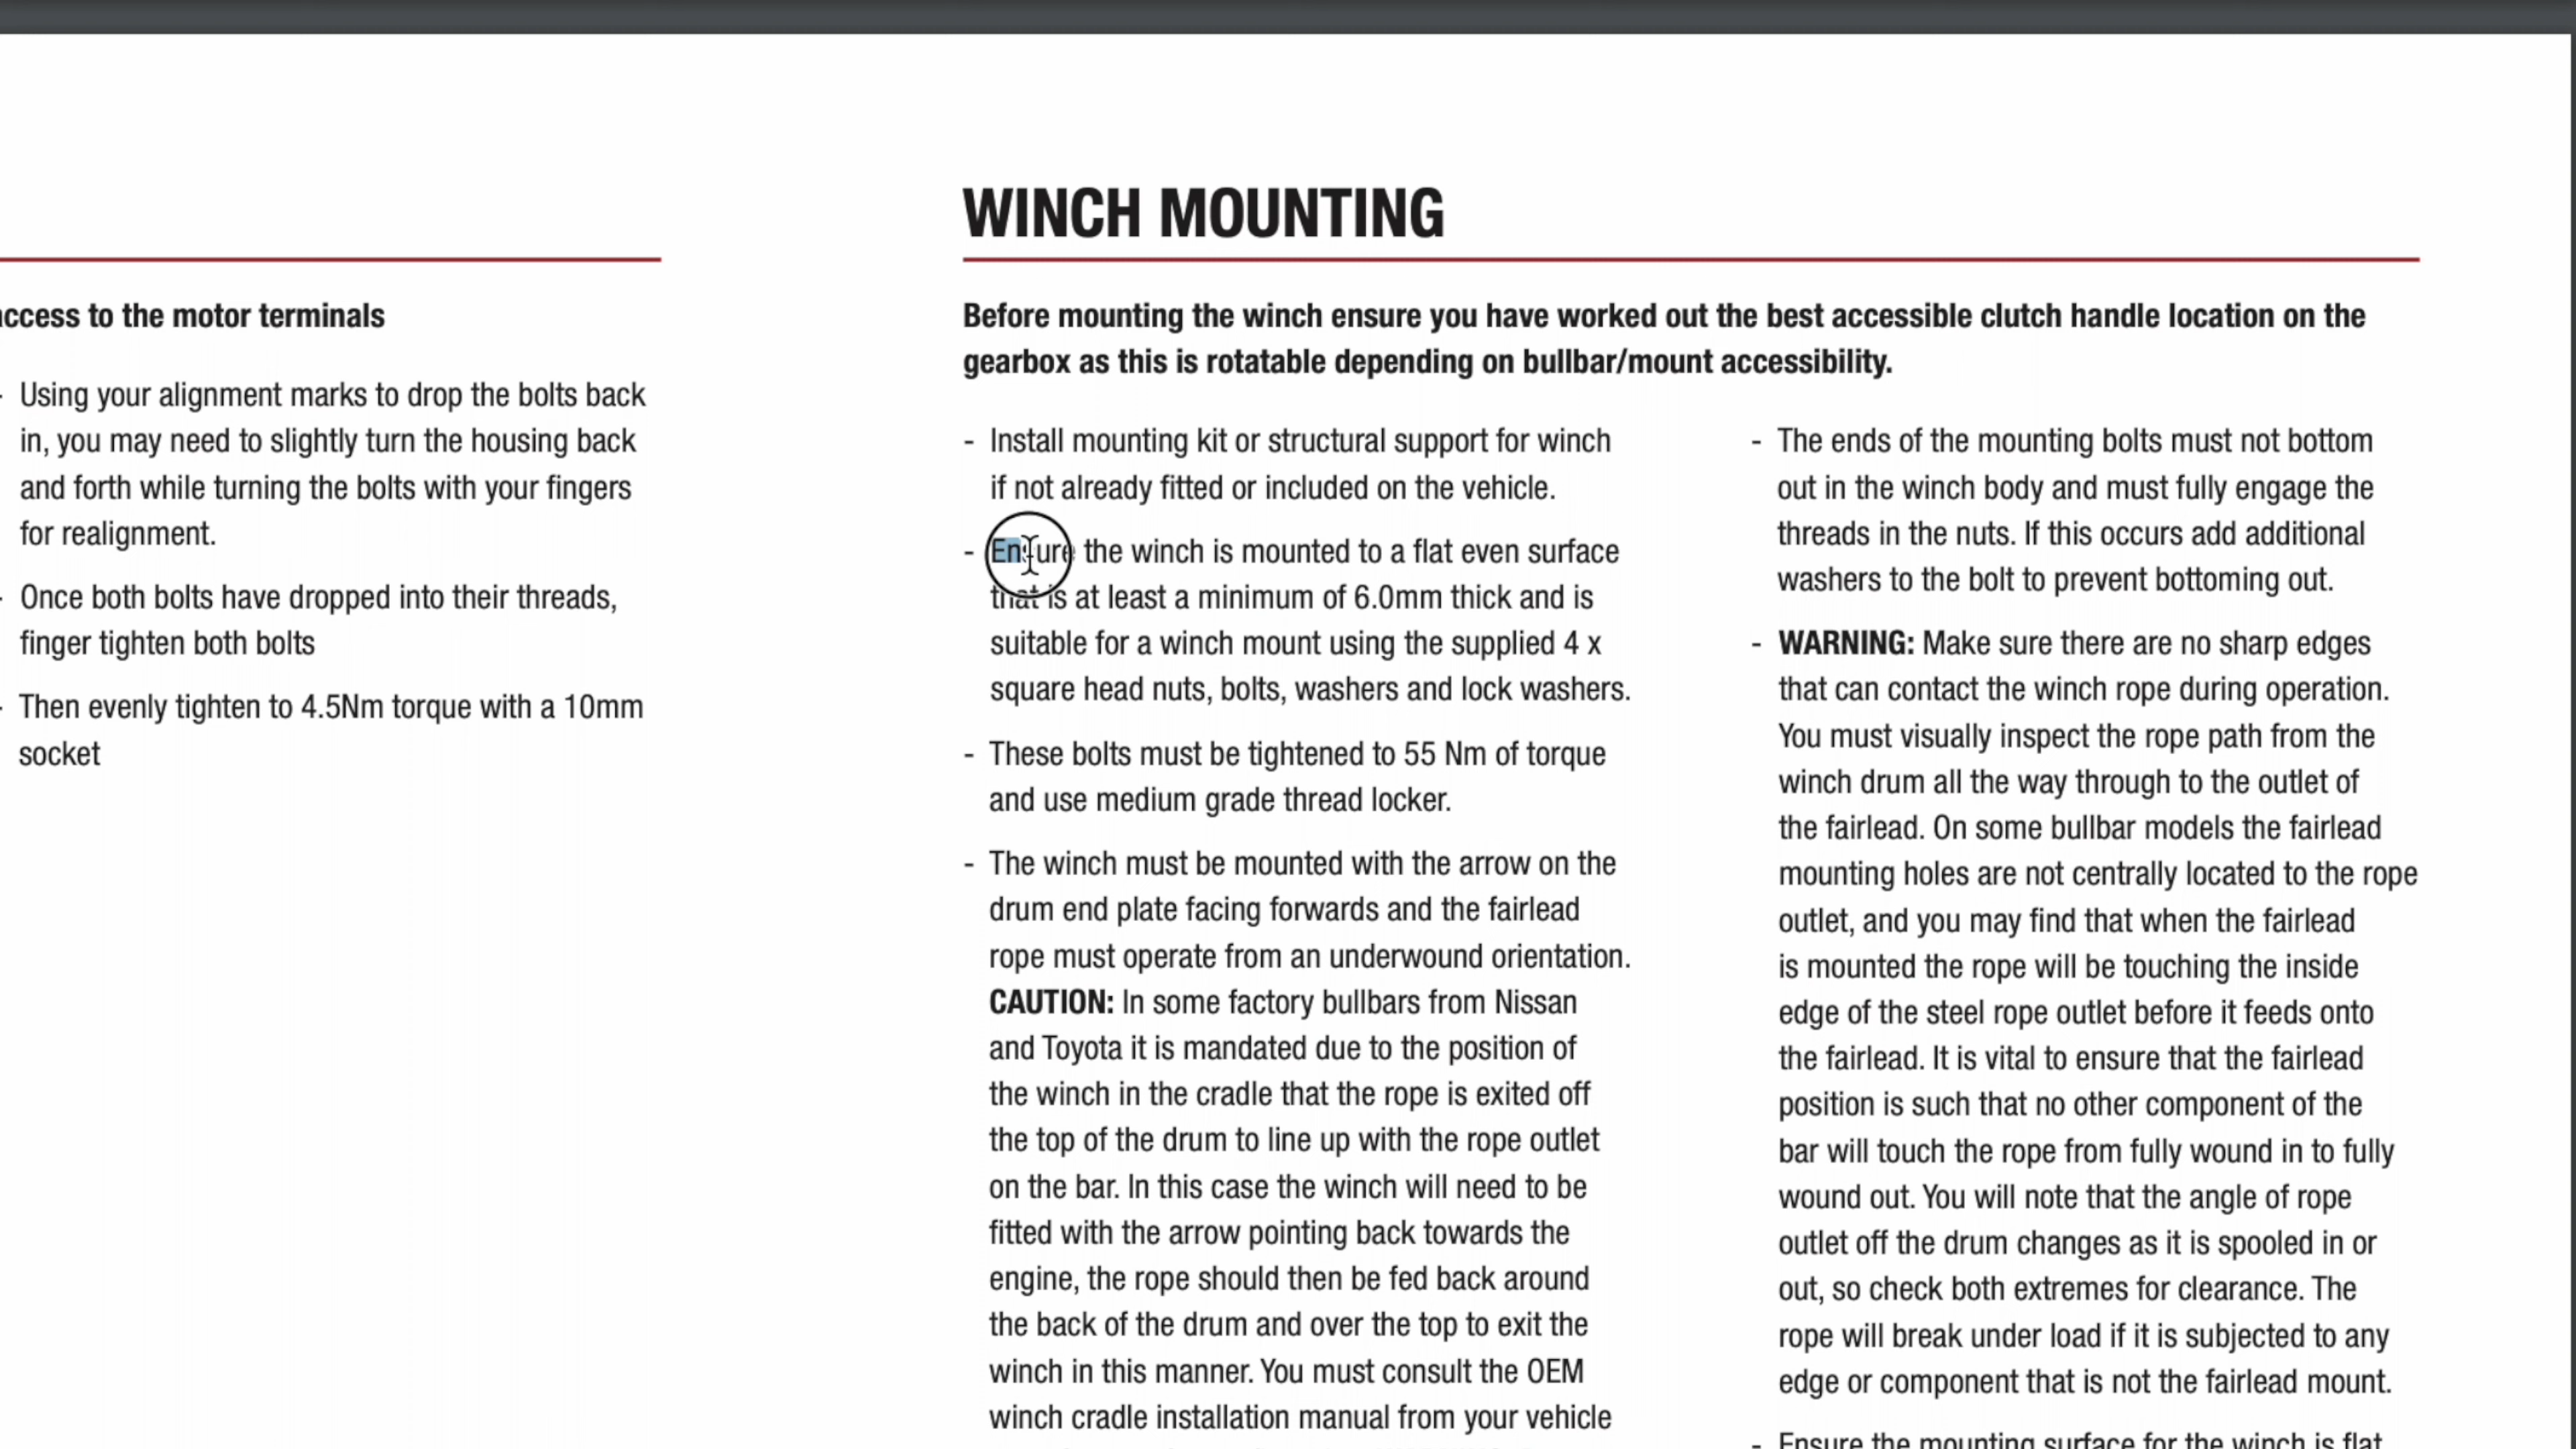 access to the motor terminals
- Using your alignment marks to drop the bolts back
in, you may need to slightly turn the housing back
and forth while turning the bolts with your fingers
for realignment.
- Once both bolts have dropped into their threads,
finger tighten both bolts
- Then evenly tighten to 4.5Nm torque with a 10mm
socket
WINCH MOUNTING
Before mounting the winch ensure you have worked out the best accessible clutch handle location on the
gearbox as this is rotatable depending on bullbar/mount accessibility.
- Install mounting kit or structural support for winch
if not already fitted or included on the vehicle.
- Ensure the winch is mounted to a flat even surface
that is at least a minimum of 6.0mm thick and is
suitable for a winch mount using the supplied 4 x
square head nuts, bolts, washers and lock washers.
- These bolts must be tightened to 55 Nm of torque
and use medium grade thread locker.
- The winch must be mounted with the arrow on the
drum end plate facing forwards and the fairlead
rope must operate from an underwound orientation.
CAUTION: In some factory bullbars from Nissan
and Toyota it is mandated due to the position of
the winch in the cradle that the rope is exited off
the top of the drum to line up with the rope outlet
on the bar. In this case the winch will need to be
fitted with the arrow pointing back towards the
engine, the rope should then be fed back around
the back of the drum and over the top to exit the
winch in this manner. You must consult the OEM
winch cradle installation manual from your vehicle
- The ends of the mounting bolts must not bottom
out in the winch body and must fully engage the
threads in the nuts. If this occurs add additional
washers to the bolt to prevent bottoming out.
- WARNING: Make sure there are no sharp edges
that can contact the winch rope during operation.
You must visually inspect the rope path from the
winch drum all the way through to the outlet of
the fairlead. On some bullbar models the fairlead
mounting holes are not centrally located to the rope
outlet, and you may find that when the fairlead
is mounted the rope will be touching the inside
edge of the steel rope outlet before it feeds onto
the fairlead. It is vital to ensure that the fairlead
position is such that no other component of the
bar will touch the rope from fully wound in to fully
wound out. You will note that the angle of rope
outlet off the drum changes as it is spooled in or
out, so check both extremes for clearance. The
rope will break under load if it is subjected to any
edge or component that is not the fairlead mount.
- Ensure the mounting surface for the winch is flat